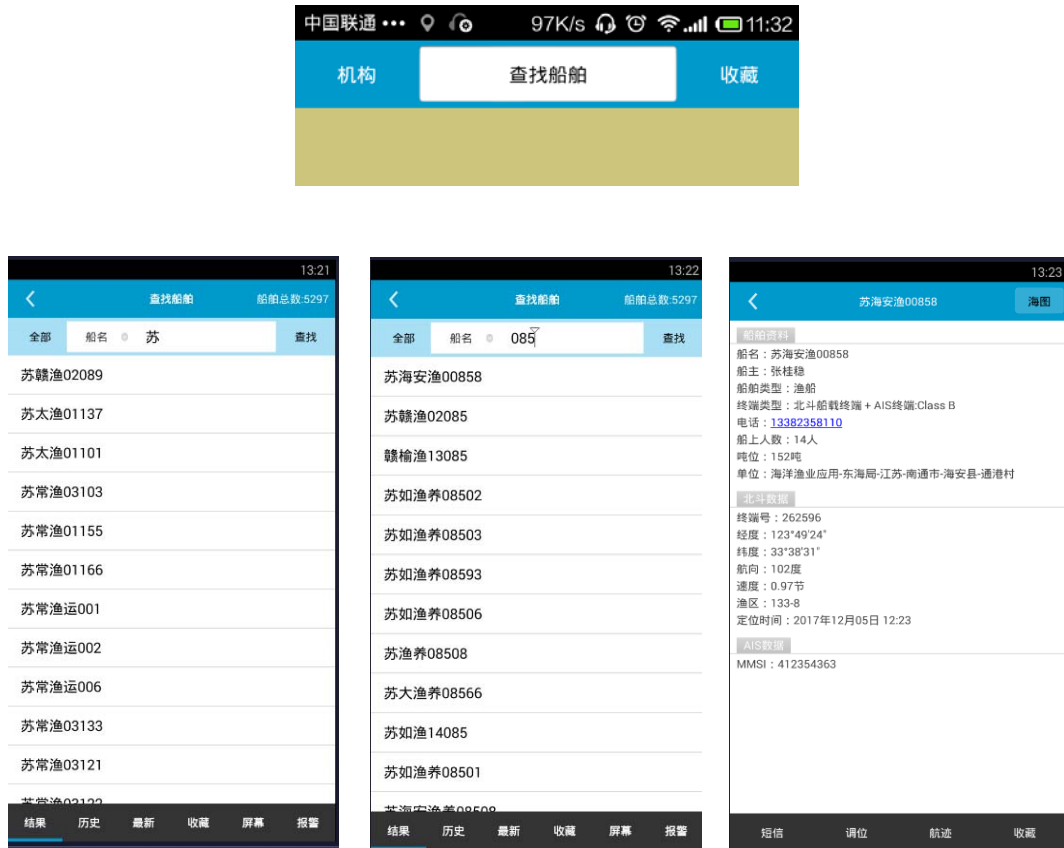 中国联通 ••• 97K/s 11:32
机构 查找船舶 收藏
13:21
查找船舶 船舶总数:5297
全部 船名 苏 查找
苏赣渔02089
苏太渔01137
苏太渔01101
苏常渔03103
苏常渔01155
苏常渔01166
苏常渔运001
苏常渔运002
苏常渔运006
苏常渔03133
苏常渔03121
苏常渔03122
结果 历史 最新 收藏 屏幕 报警
13:22
查找船舶 船舶总数:5297
全部 船名 085 查找
苏海安渔00858
苏赣渔02085
赣榆渔13085
苏如渔养08502
苏如渔养08503
苏如渔养08593
苏如渔养08506
苏渔养08508
苏大渔养08566
苏如渔14085
苏如渔养08501
苏海安渔养08508
结果 历史 最新 收藏 屏幕 报警
13:23
苏海安渔00858 海图
船舶资料
船名：苏海安渔00858
船主：张桂稳
船舶类型：渔船
终端类型：北斗船载终端 + AIS终端:Class B
电话：13382358110
船上人数：14人
吨位：152吨
单位：海洋渔业应用-东海局-江苏-南通市-海安县-通港村
北斗数据
终端号：262596
经度：123°49'24"
纬度：33°38'31"
航向：102度
速度：0.97节
渔区：133-8
定位时间：2017年12月05日 12:23
AIS数据
MMSI：412354363
短信 调位 航迹 收藏